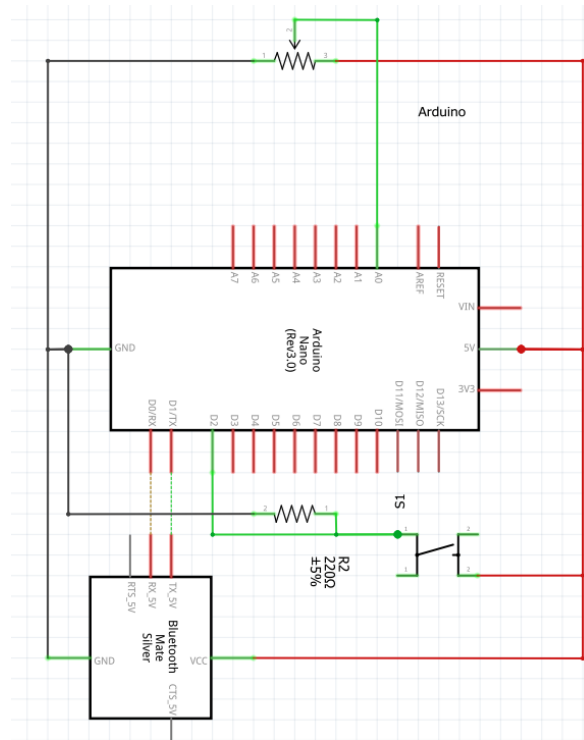 2
1
3
Arduino
A7
A6
A5
A4
A3
A2
A1
A0
AREF
RESET
VIN
GND
Arduino
Nano
(Rev3.0)
5V
3V3
D0/RX
D1/TX
D2
D3
D4
D5
D6
D7
D8
D9
D10
D11/MOSI
D12/MISO
D13/SCK
S1
2
1
1
2
R2
220Ω
±5%
2
RTS_5V
RX_5V
TX_5V
Bluetooth
Mate
Silver
GND
VCC
CTS_5V